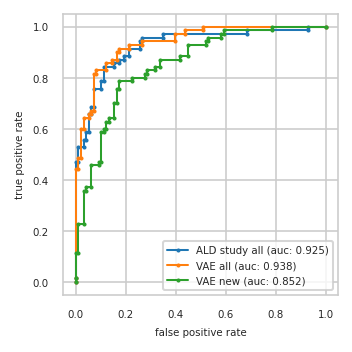 1.0
0.8
0.6
0.4
0.2
0.0
true positive rate
ALD study all (auc: 0.925)
VAE all (auc: 0.938)
VAE new (auc: 0.852)
0.0 0.2 0.4 0.6 0.8 1.0
false positive rate